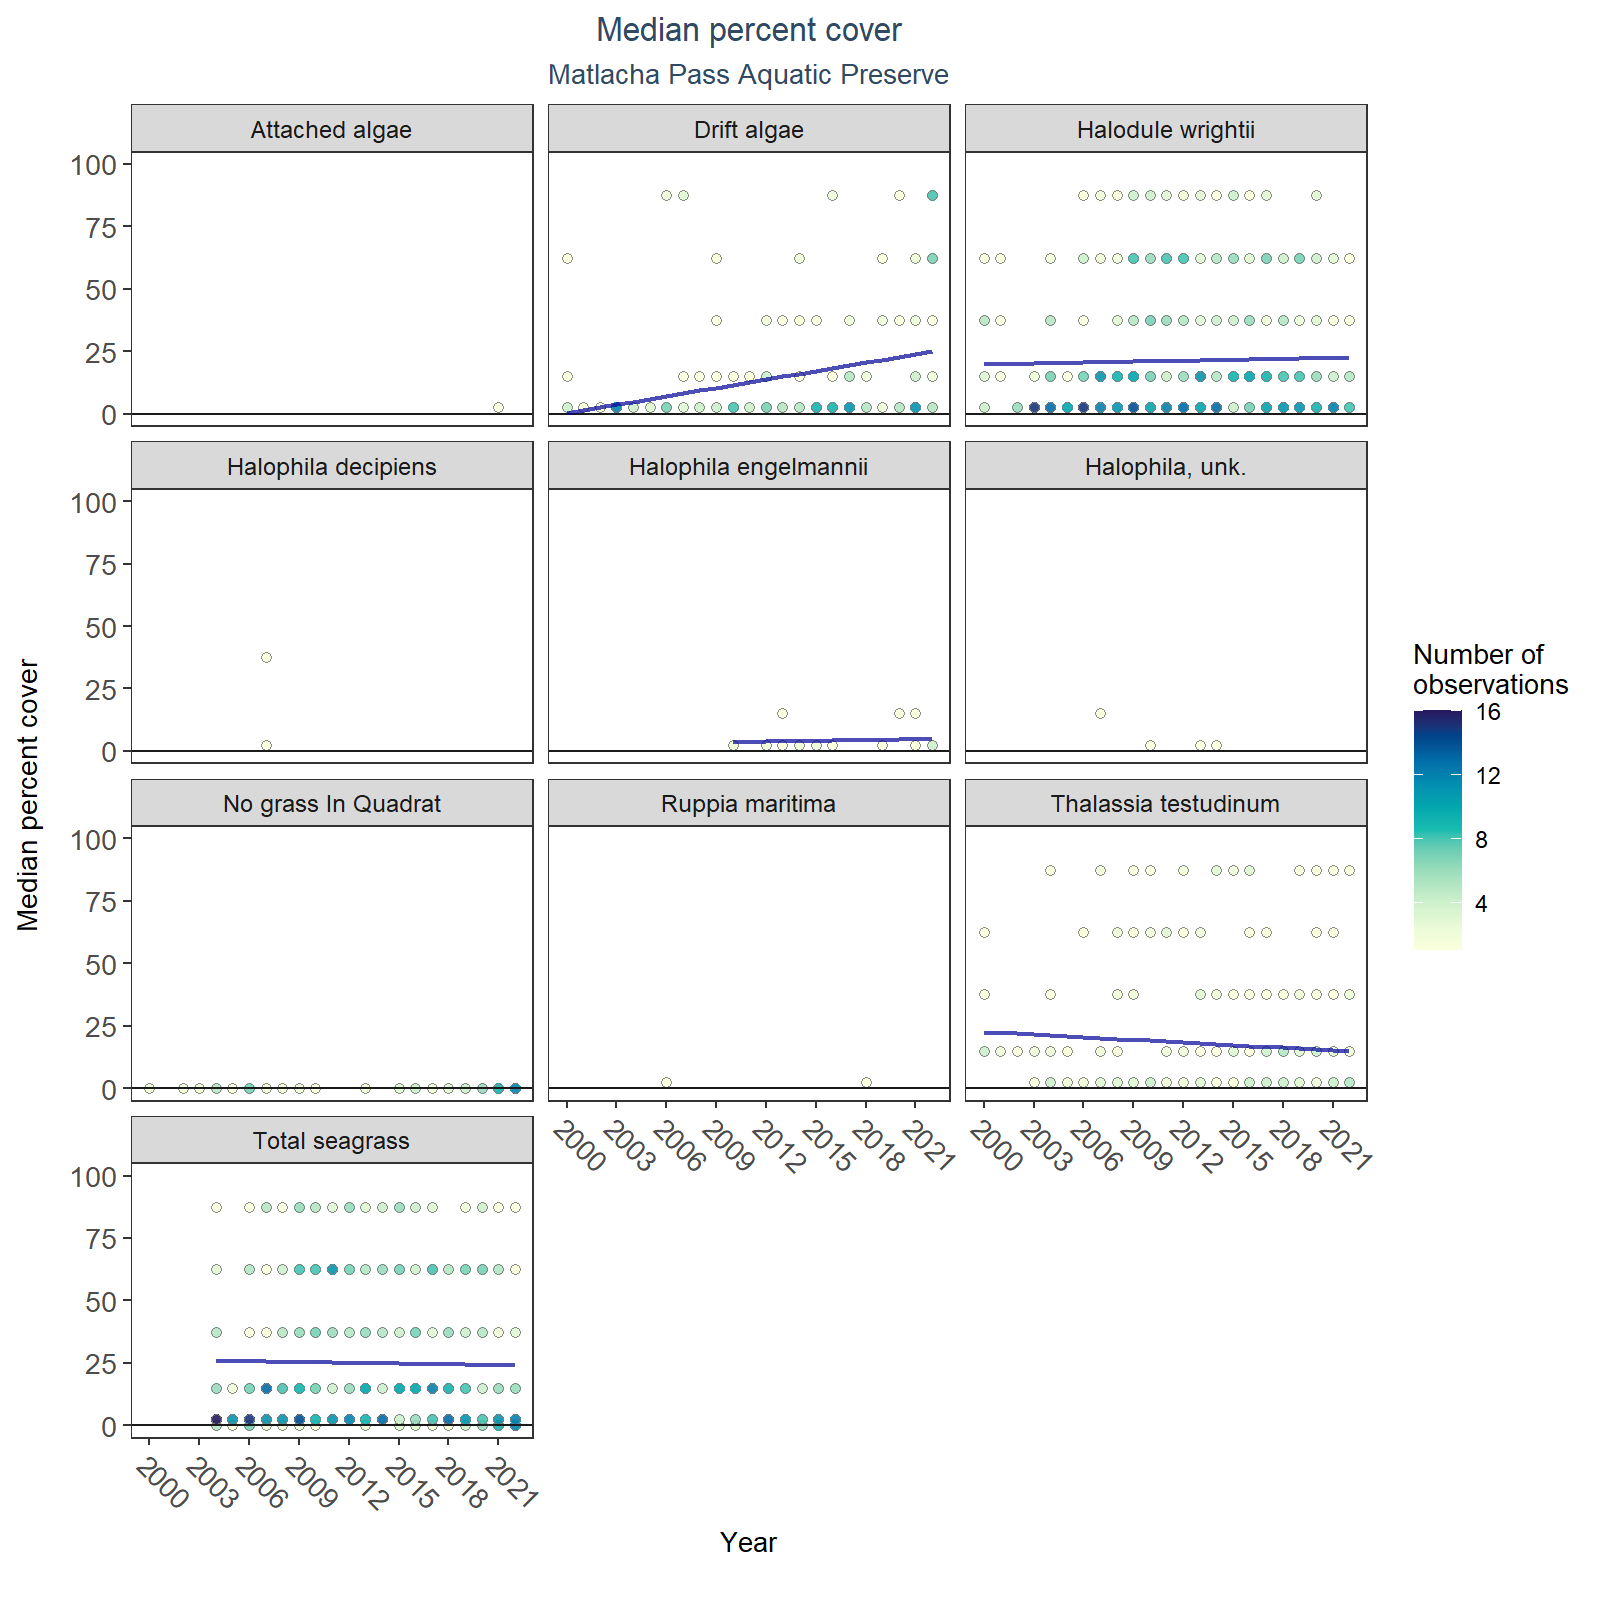 Median percent cover
Matlacha Pass Aquatic Preserve
Attached algae
Drift algae
Halodule wrightii
100
75
50
25
0
Halophila decipiens
Halophila engelmannii
Halophila, unk.
100
75
50
25
0
No grass In Quadrat
Ruppia maritima
Thalassia testudinum
100
75
50
25
0
2000 2003 2006 2009 2012 2015 2018 2021
2000 2003 2006 2009 2012 2015 2018 2021
Total seagrass
100
75
50
25
0
2000 2003 2006 2009 2012 2015 2018 2021
Year
Median percent cover
Number of
observations
16
12
8
4